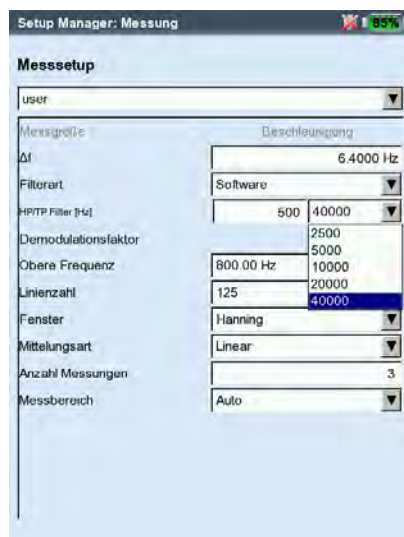 Setup Manager: Messung 85%
Messsetup
user
Messgröße Beschleunigung
Δf 6.4000 Hz
Filterart Software
HP/TP Filter [Hz] 500 40000
2500
5000
10000
20000
40000
Demodulationsfaktor
Obere Frequenz 800.00 Hz
Linienzahl 125
Fenster Hanning
Mittelungsart Linear
Anzahl Messungen 3
Messbereich Auto